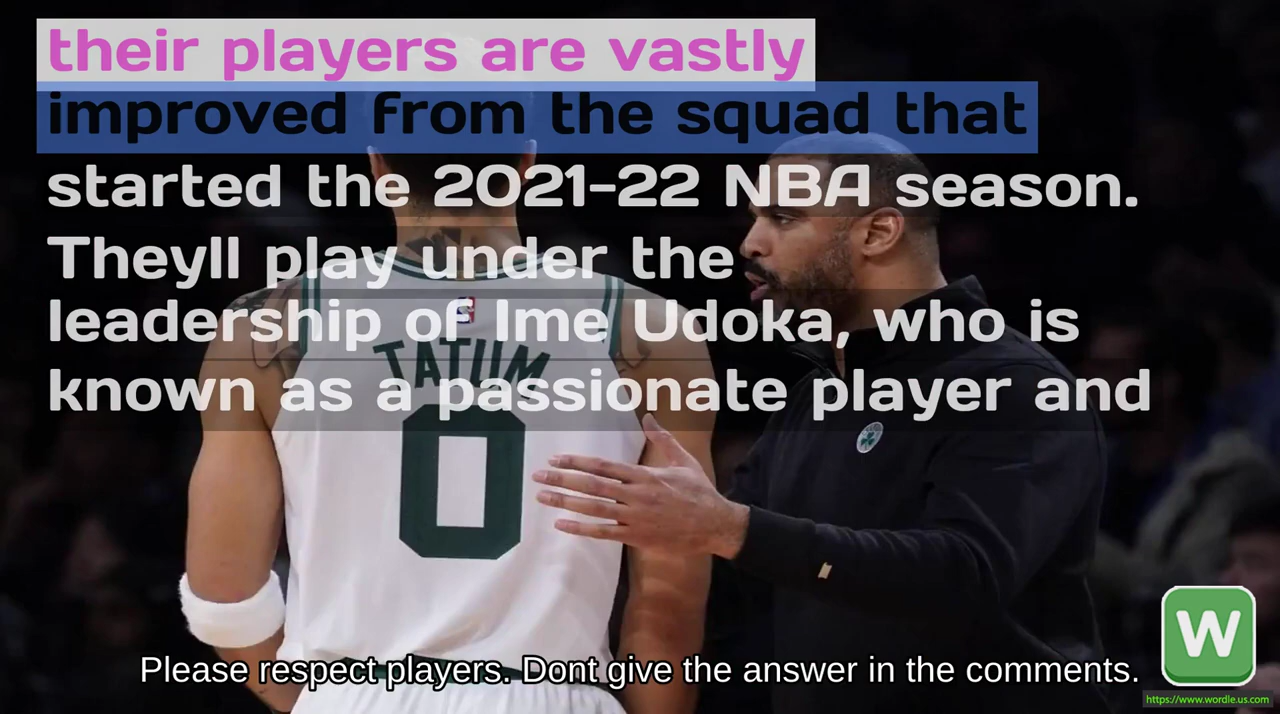 their players are vastly
improved from the squad that
started the 2021-22 NBA season.
Theyll play under the
leadership of Ime Udoka, who is
known as a passionate player and
TATUM
0
Please respect players. Dont give the answer in the comments.
W
https://www.wordle.us.com